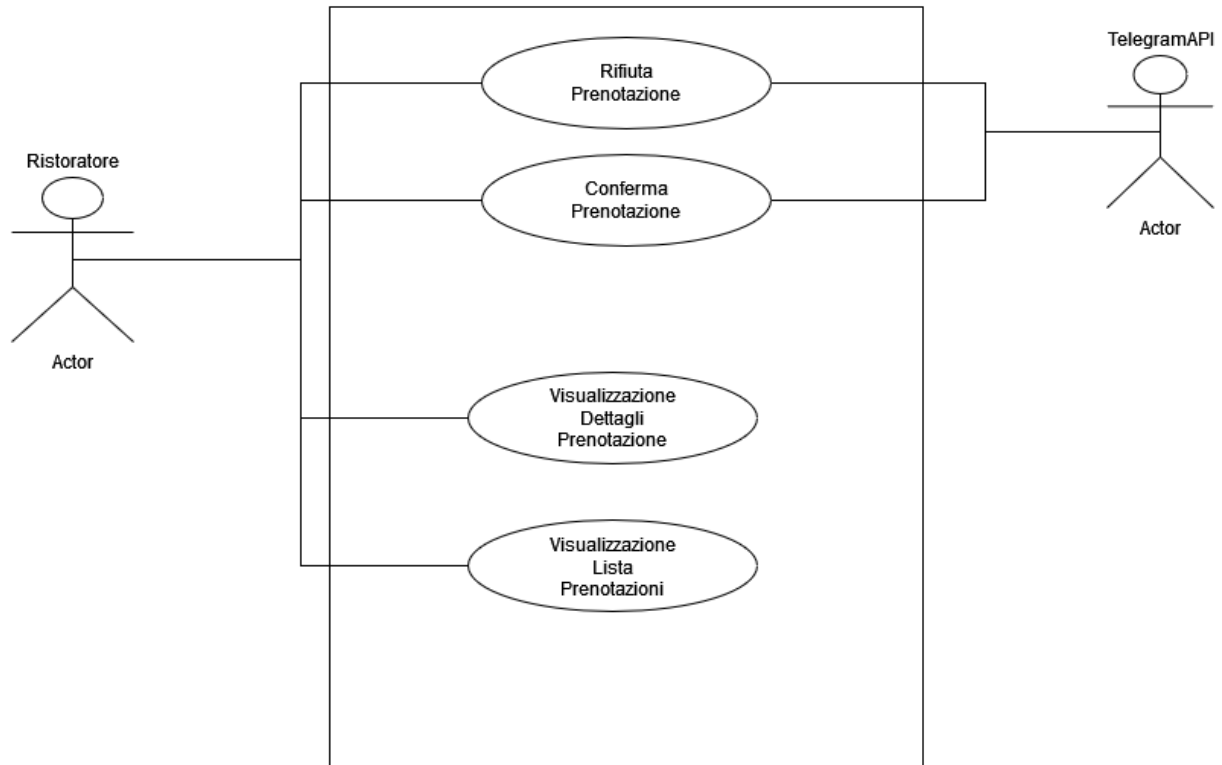 TelegramAPI
Rifiuta
Prenotazione
Ristoratore
Conferma
Prenotazione
Actor
Actor
Visualizzazione
Dettagli
Prenotazione
Visualizzazione
Lista
Prenotazioni